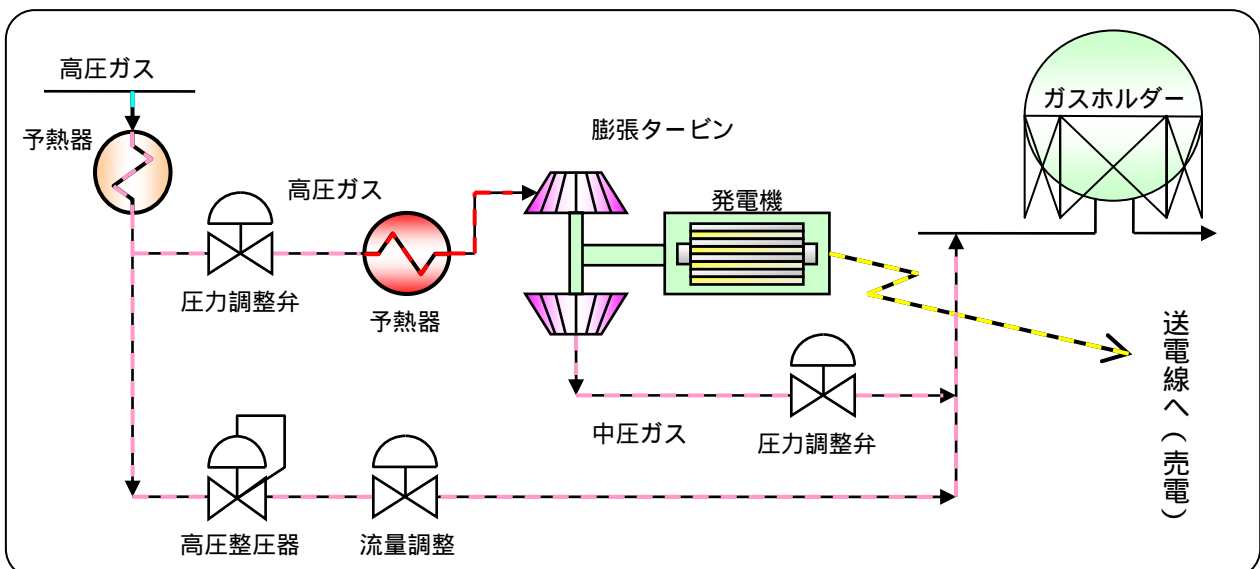 高圧ガス
予熱器
高圧ガス
圧力調整弁
予熱器
膨張タービン
発電機
ガスホルダー
中圧ガス
圧力調整弁
送電線へ(売電)
高圧整圧器
流量調整